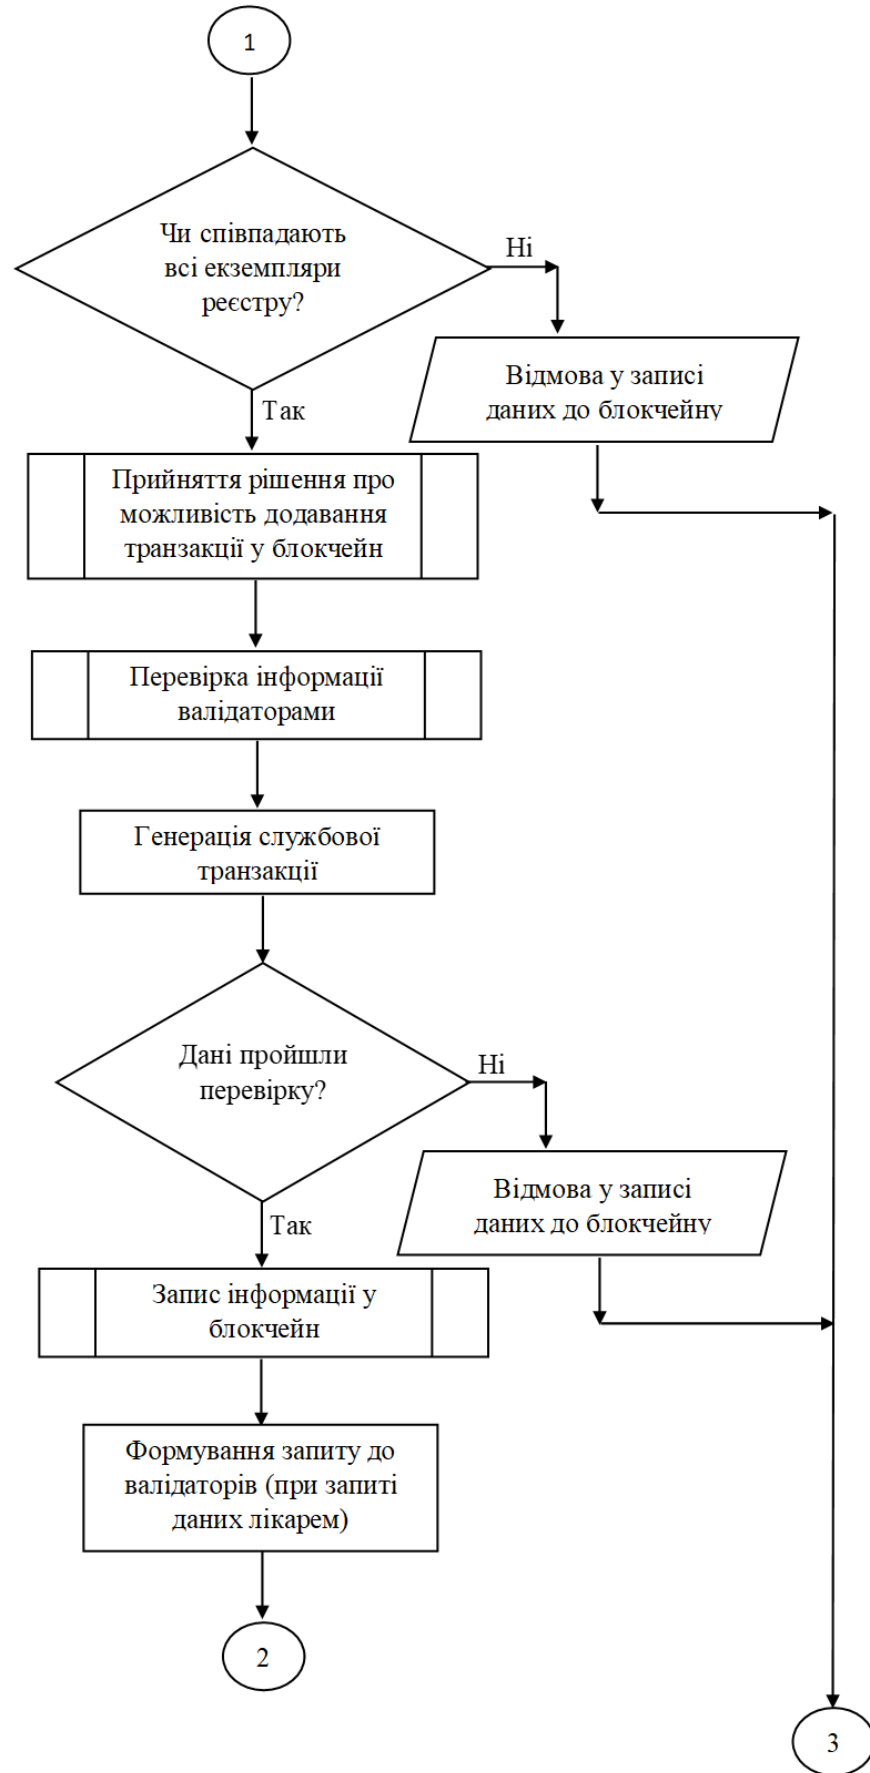 1
Чи співпадають
всі екземпляри
реєстру?
Ні
Відмова у записі
даних до блокчейну
Так
Прийняття рішення про
можливість додавання
транзакції у блокчейн
Перевірка інформації
валідаторами
Генерація службової
транзакції
Дані пройшли
перевірку?
Ні
Відмова у записі
даних до блокчейну
Так
Запис інформації у
блокчейн
Формування запиту до
валідаторів (при запиті
даних лікарем)
2
3